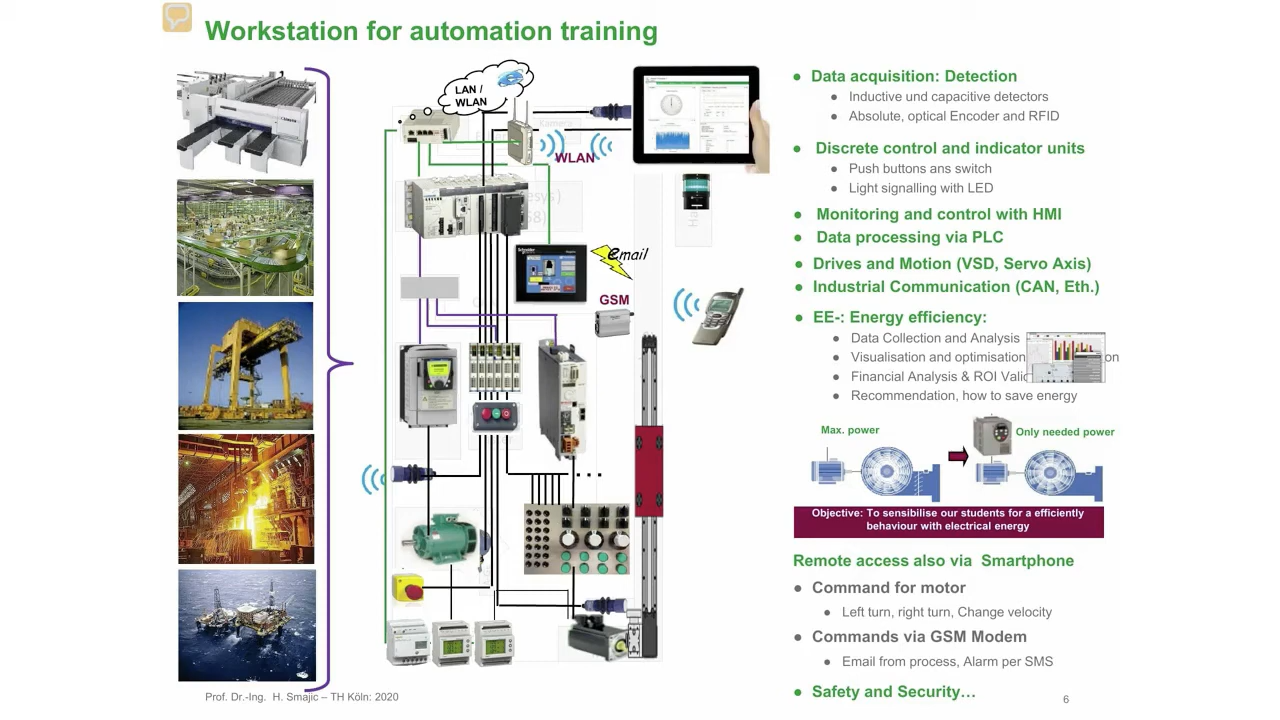 Workstation for automation training
LAN /
WLAN
WLAN
email
GSM
● Data acquisition: Detection
● Inductive und capacitive detectors
● Absolute, optical Encoder and RFID
● Discrete control and indicator units
● Push buttons ans switch
● Light signalling with LED
● Monitoring and control with HMI
● Data processing via PLC
● Drives and Motion (VSD, Servo Axis)
● Industrial Communication (CAN, Eth.)
● EE-: Energy efficiency:
● Data Collection and Analysis
● Visualisation and optimisation
● Financial Analysis & ROI
● Recommendation, how to save energy
Max. power
Only needed power
Objective: To sensibilise our students for a efficiently
behaviour with electrical energy
Remote access also via Smartphone
● Command for motor
● Left turn, right turn, Change velocity
● Commands via GSM Modem
● Email from process, Alarm per SMS
● Safety and Security…
Prof. Dr.-Ing. H. Smajic – TH Köln: 2020
6